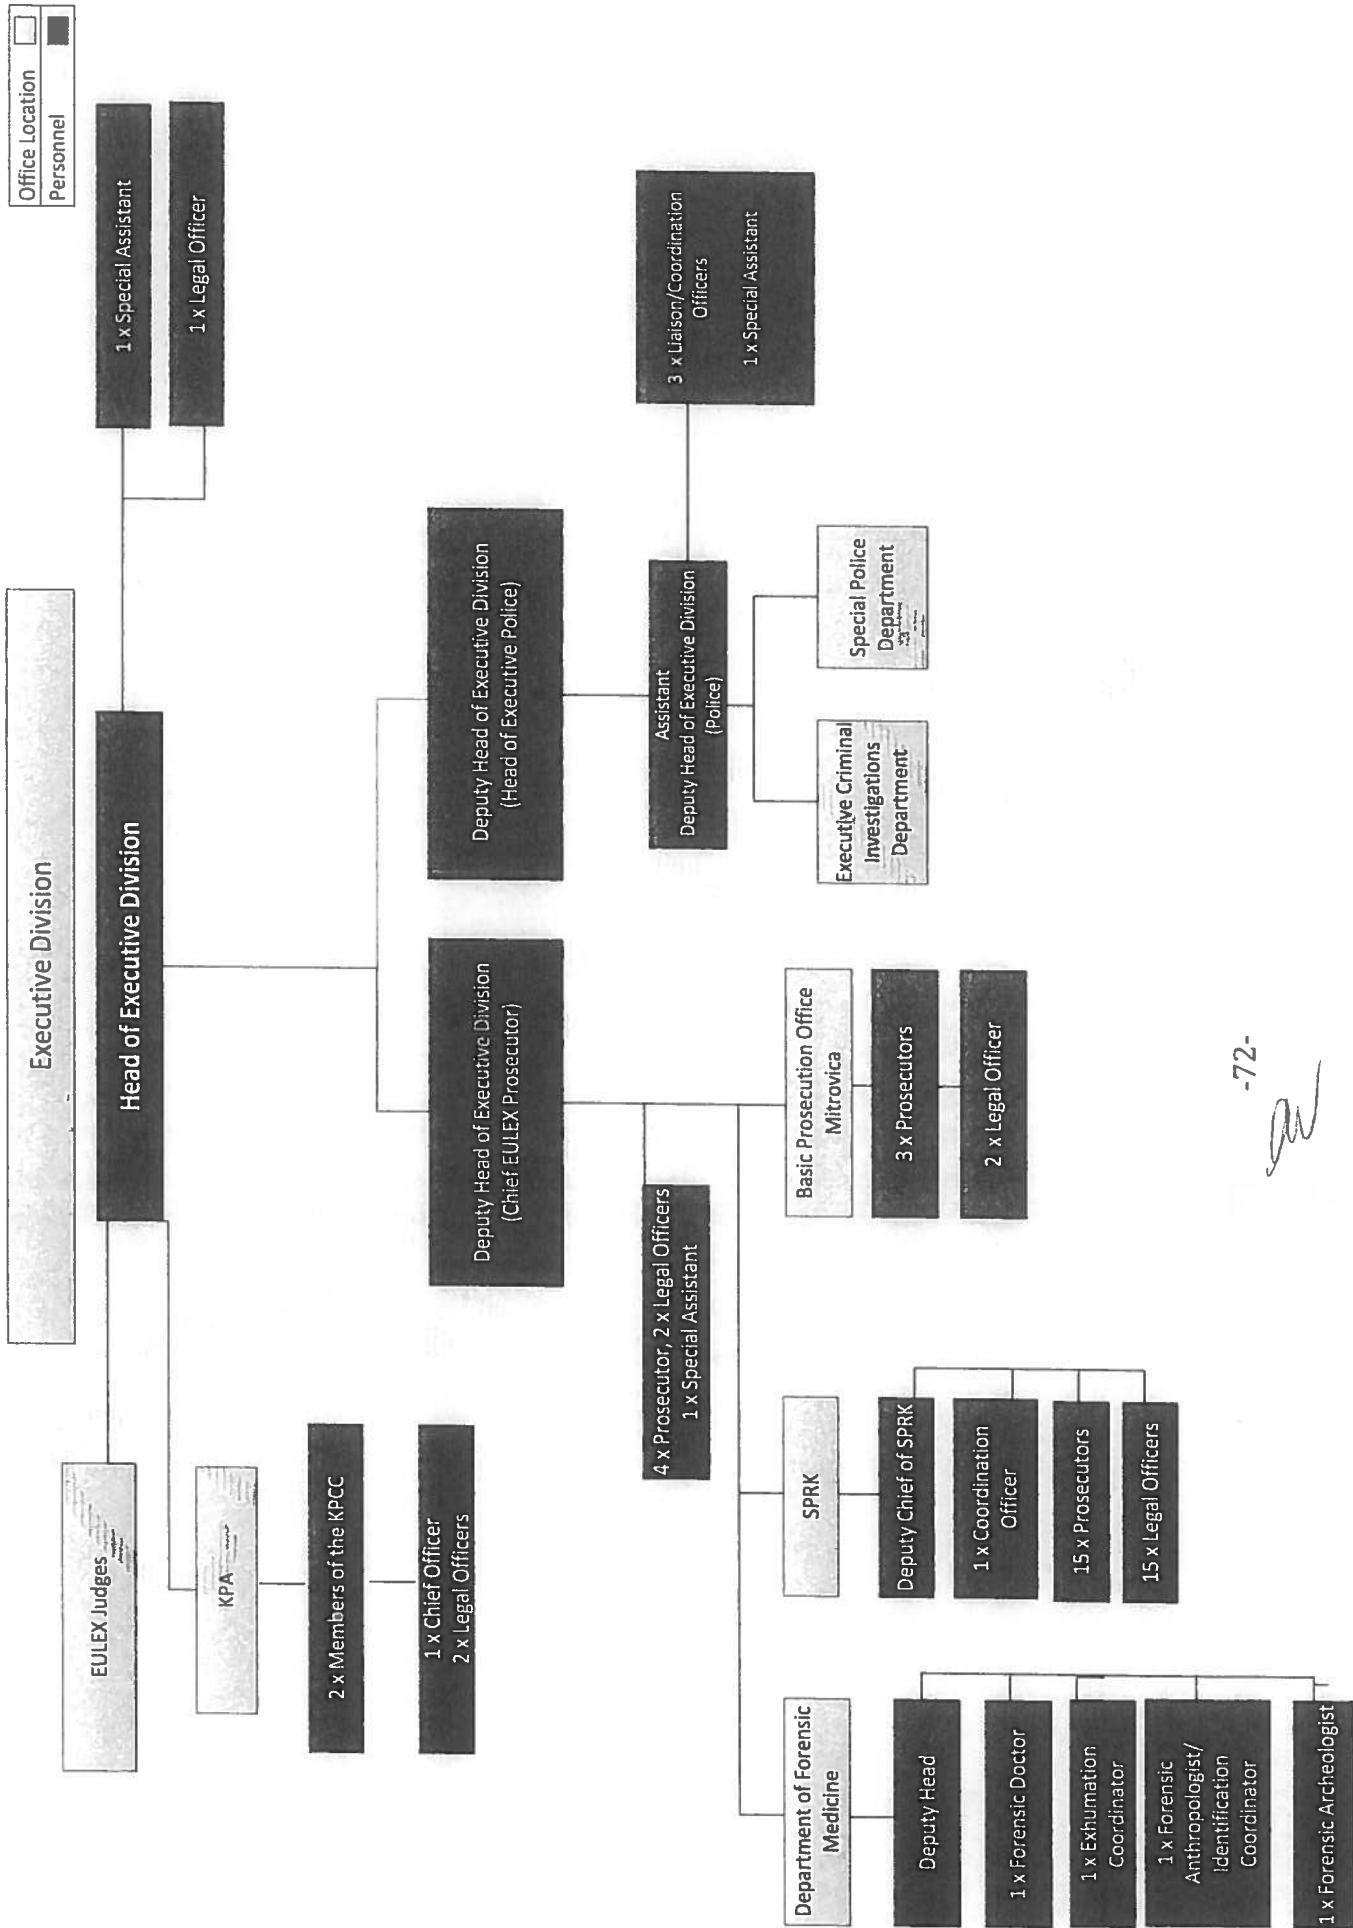 Office Location
Personnel
Executive Division
Head of Executive Division
1 x Special Assistant
1 x Legal Officer
EULEX Judges
KPA
2 x Members of the KPCC
1 x Chief Officer
2 x Legal Officers
Deputy Head of Executive Division
(Chief EULEX Prosecutor)
Deputy Head of Executive Division
(Head of Executive Police)
4 x Prosecutor, 2 x Legal Officers
1 x Special Assistant
Assistant
Deputy Head of Executive Division
(Police)
3 x Liaison/Coordination
Officers
1 x Special Assistant
Department of Forensic
Medicine
Deputy Head
1 x Forensic Doctor
1 x Exhumation
Coordinator
1 x Forensic
Anthropologist/
Identification
Coordinator
1 x Forensic Archeologist
SPRK
Deputy Chief of SPRK
1 x Coordination
Officer
15 x Prosecutors
15 x Legal Officers
Basic Prosecution Office
Mitrovica
3 x Prosecutors
2 x Legal Officer
Executive Criminal
Investigations
Department
Special Police
Department
-72-